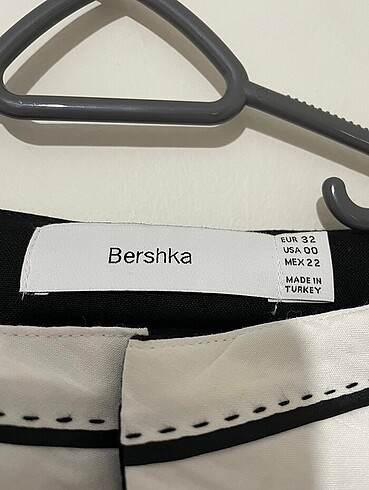 Bershka
EUR 32
USA 00
MEX 22
MADE IN
TURKEY